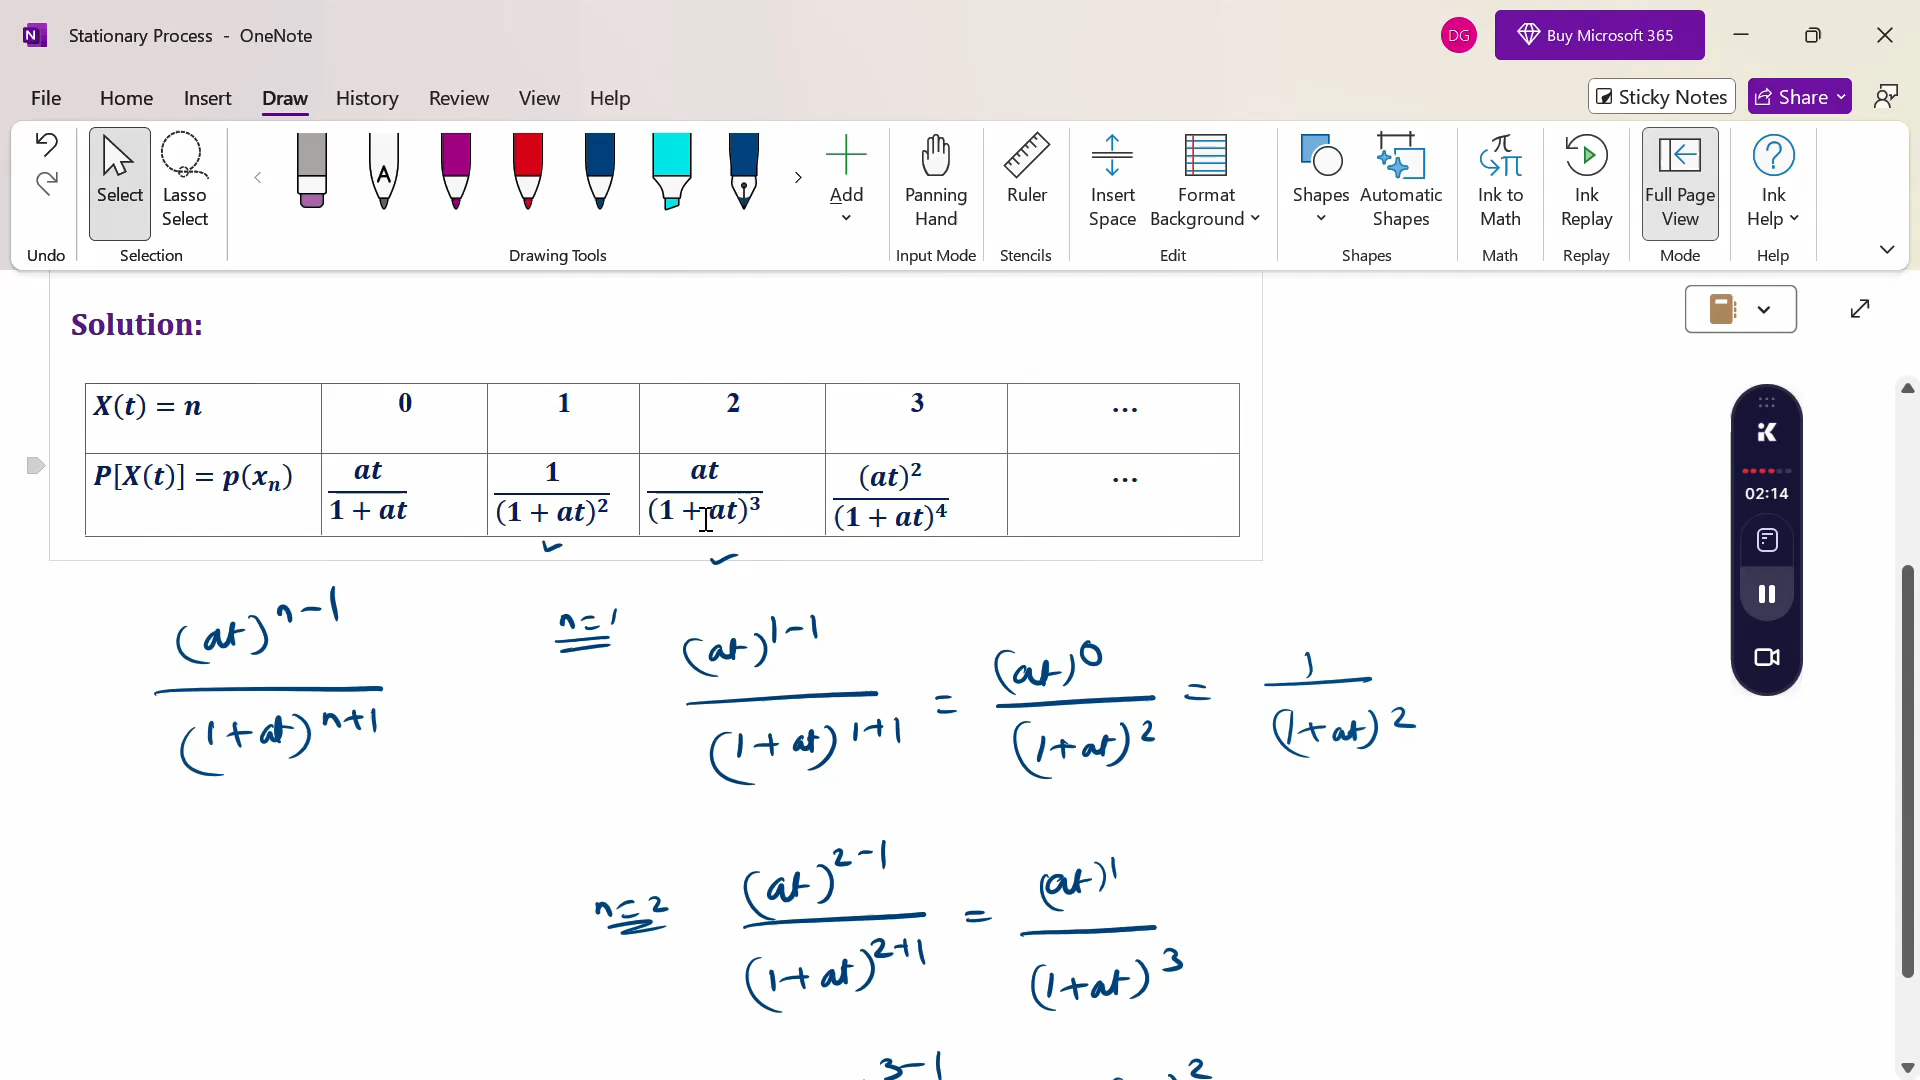 Stationary Process - OneNote
DG
Buy Microsoft 365
File Home Insert Draw History Review View Help
Sticky Notes
Share
A
Select
Lasso Select
Add
Panning Hand
Ruler
Insert Space
Format Background
Shapes
Automatic Shapes
Ink to Math
Ink Replay
Full Page View
Ink Help
Undo Selection Drawing Tools Input Mode Stencils Edit Shapes Math Replay Mode Help
Solution:
X(t) = n 0 1 2 3 ...
P[X(t)] = p(xₙ) at/(1 + at) 1/(1 + at)² at/(1 + at)³ (at)²/(1 + at)⁴ ...
02:14
(at)^(n-1)/(1+at)^(n+1)
n=1 (at)^(1-1)/(1+at)^(1+1) = (at)^0/(1+at)^2 = 1/(1+at)^2
n=2 (at)^(2-1)/(1+at)^(2+1) = (at)^1/(1+at)^3
3-1 2